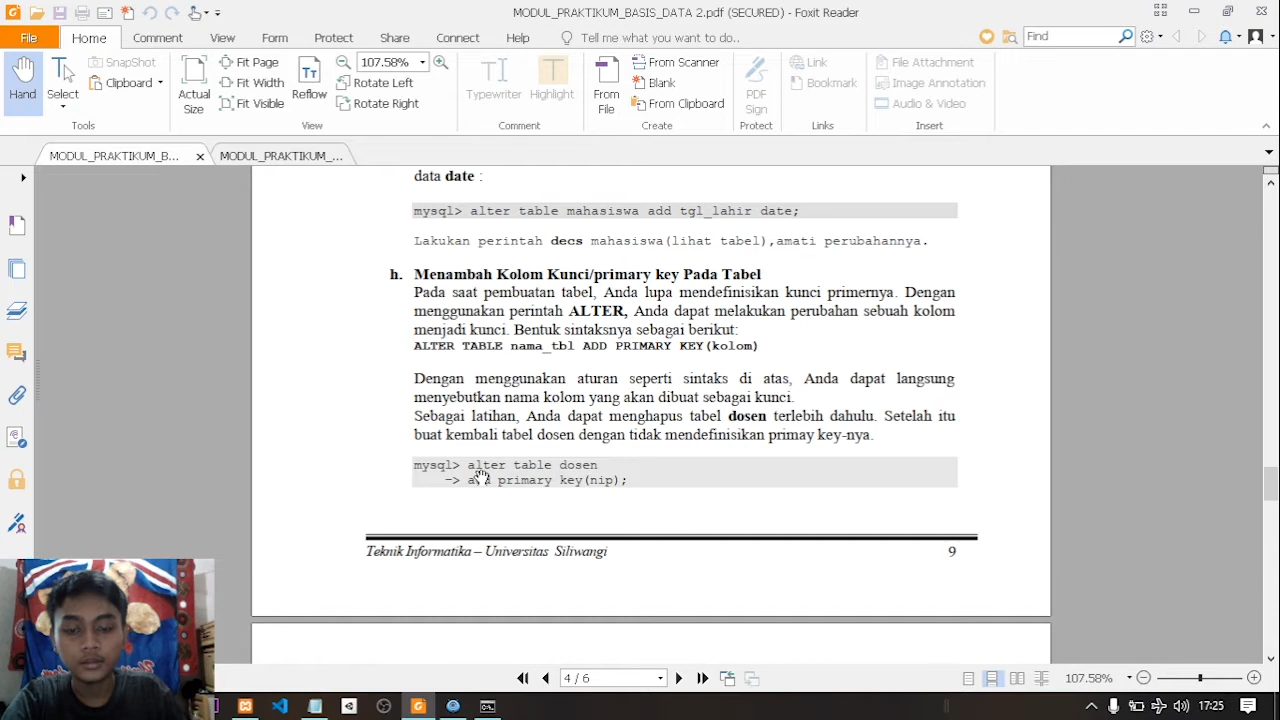 MODUL_PRAKTIKUM_BASIS_DATA 2.pdf (SECURED) - Foxit Reader
File Home Comment View Form Protect Share Connect Help Tell me what you want to do... Find
Hand
Select
SnapShot
Clipboard
Tools
Actual Size
Fit Page
Fit Width
Fit Visible
Reflow
107.58%
Rotate Left
Rotate Right
View
Typewriter
Highlight
Comment
From File
From Scanner
Blank
From Clipboard
Create
PDF Sign
Protect
Link
Bookmark
Links
File Attachment
Image Annotation
Audio & Video
Insert
MODUL_PRAKTIKUM_B... MODUL_PRAKTIKUM_...
data date :
mysql> alter table mahasiswa add tgl_lahir date;
Lakukan perintah decs mahasiswa(lihat tabel),amati perubahannya.
h. Menambah Kolom Kunci/primary key Pada Tabel
Pada saat pembuatan tabel, Anda lupa mendefinisikan kunci primernya. Dengan
menggunakan perintah ALTER, Anda dapat melakukan perubahan sebuah kolom
menjadi kunci. Bentuk sintaksnya sebagai berikut:
ALTER TABLE nama_tbl ADD PRIMARY KEY(kolom)
Dengan menggunakan aturan seperti sintaks di atas, Anda dapat langsung
menyebutkan nama kolom yang akan dibuat sebagai kunci.
Sebagai latihan, Anda dapat menghapus tabel dosen terlebih dahulu. Setelah itu
buat kembali tabel dosen dengan tidak mendefinisikan primay key-nya.
mysql> alter table dosen
-> add primary key(nip);
Teknik Informatika – Universitas Siliwangi 9
4 / 6
107.58%
17:25